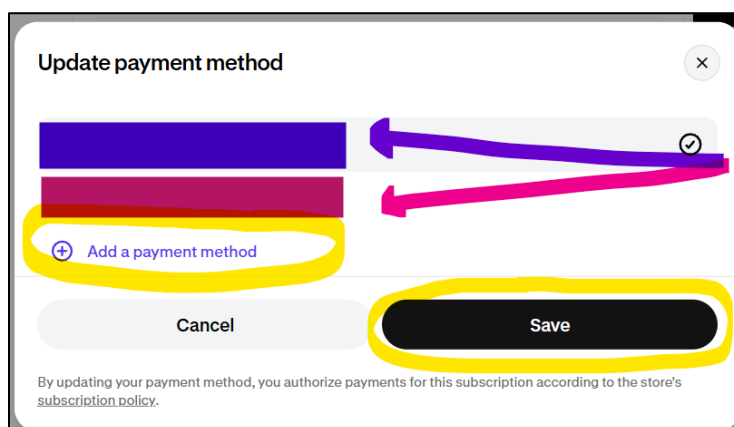 Update payment method
Add a payment method
Cancel
Save
By updating your payment method, you authorize payments for this subscription according to the store's
subscription policy.